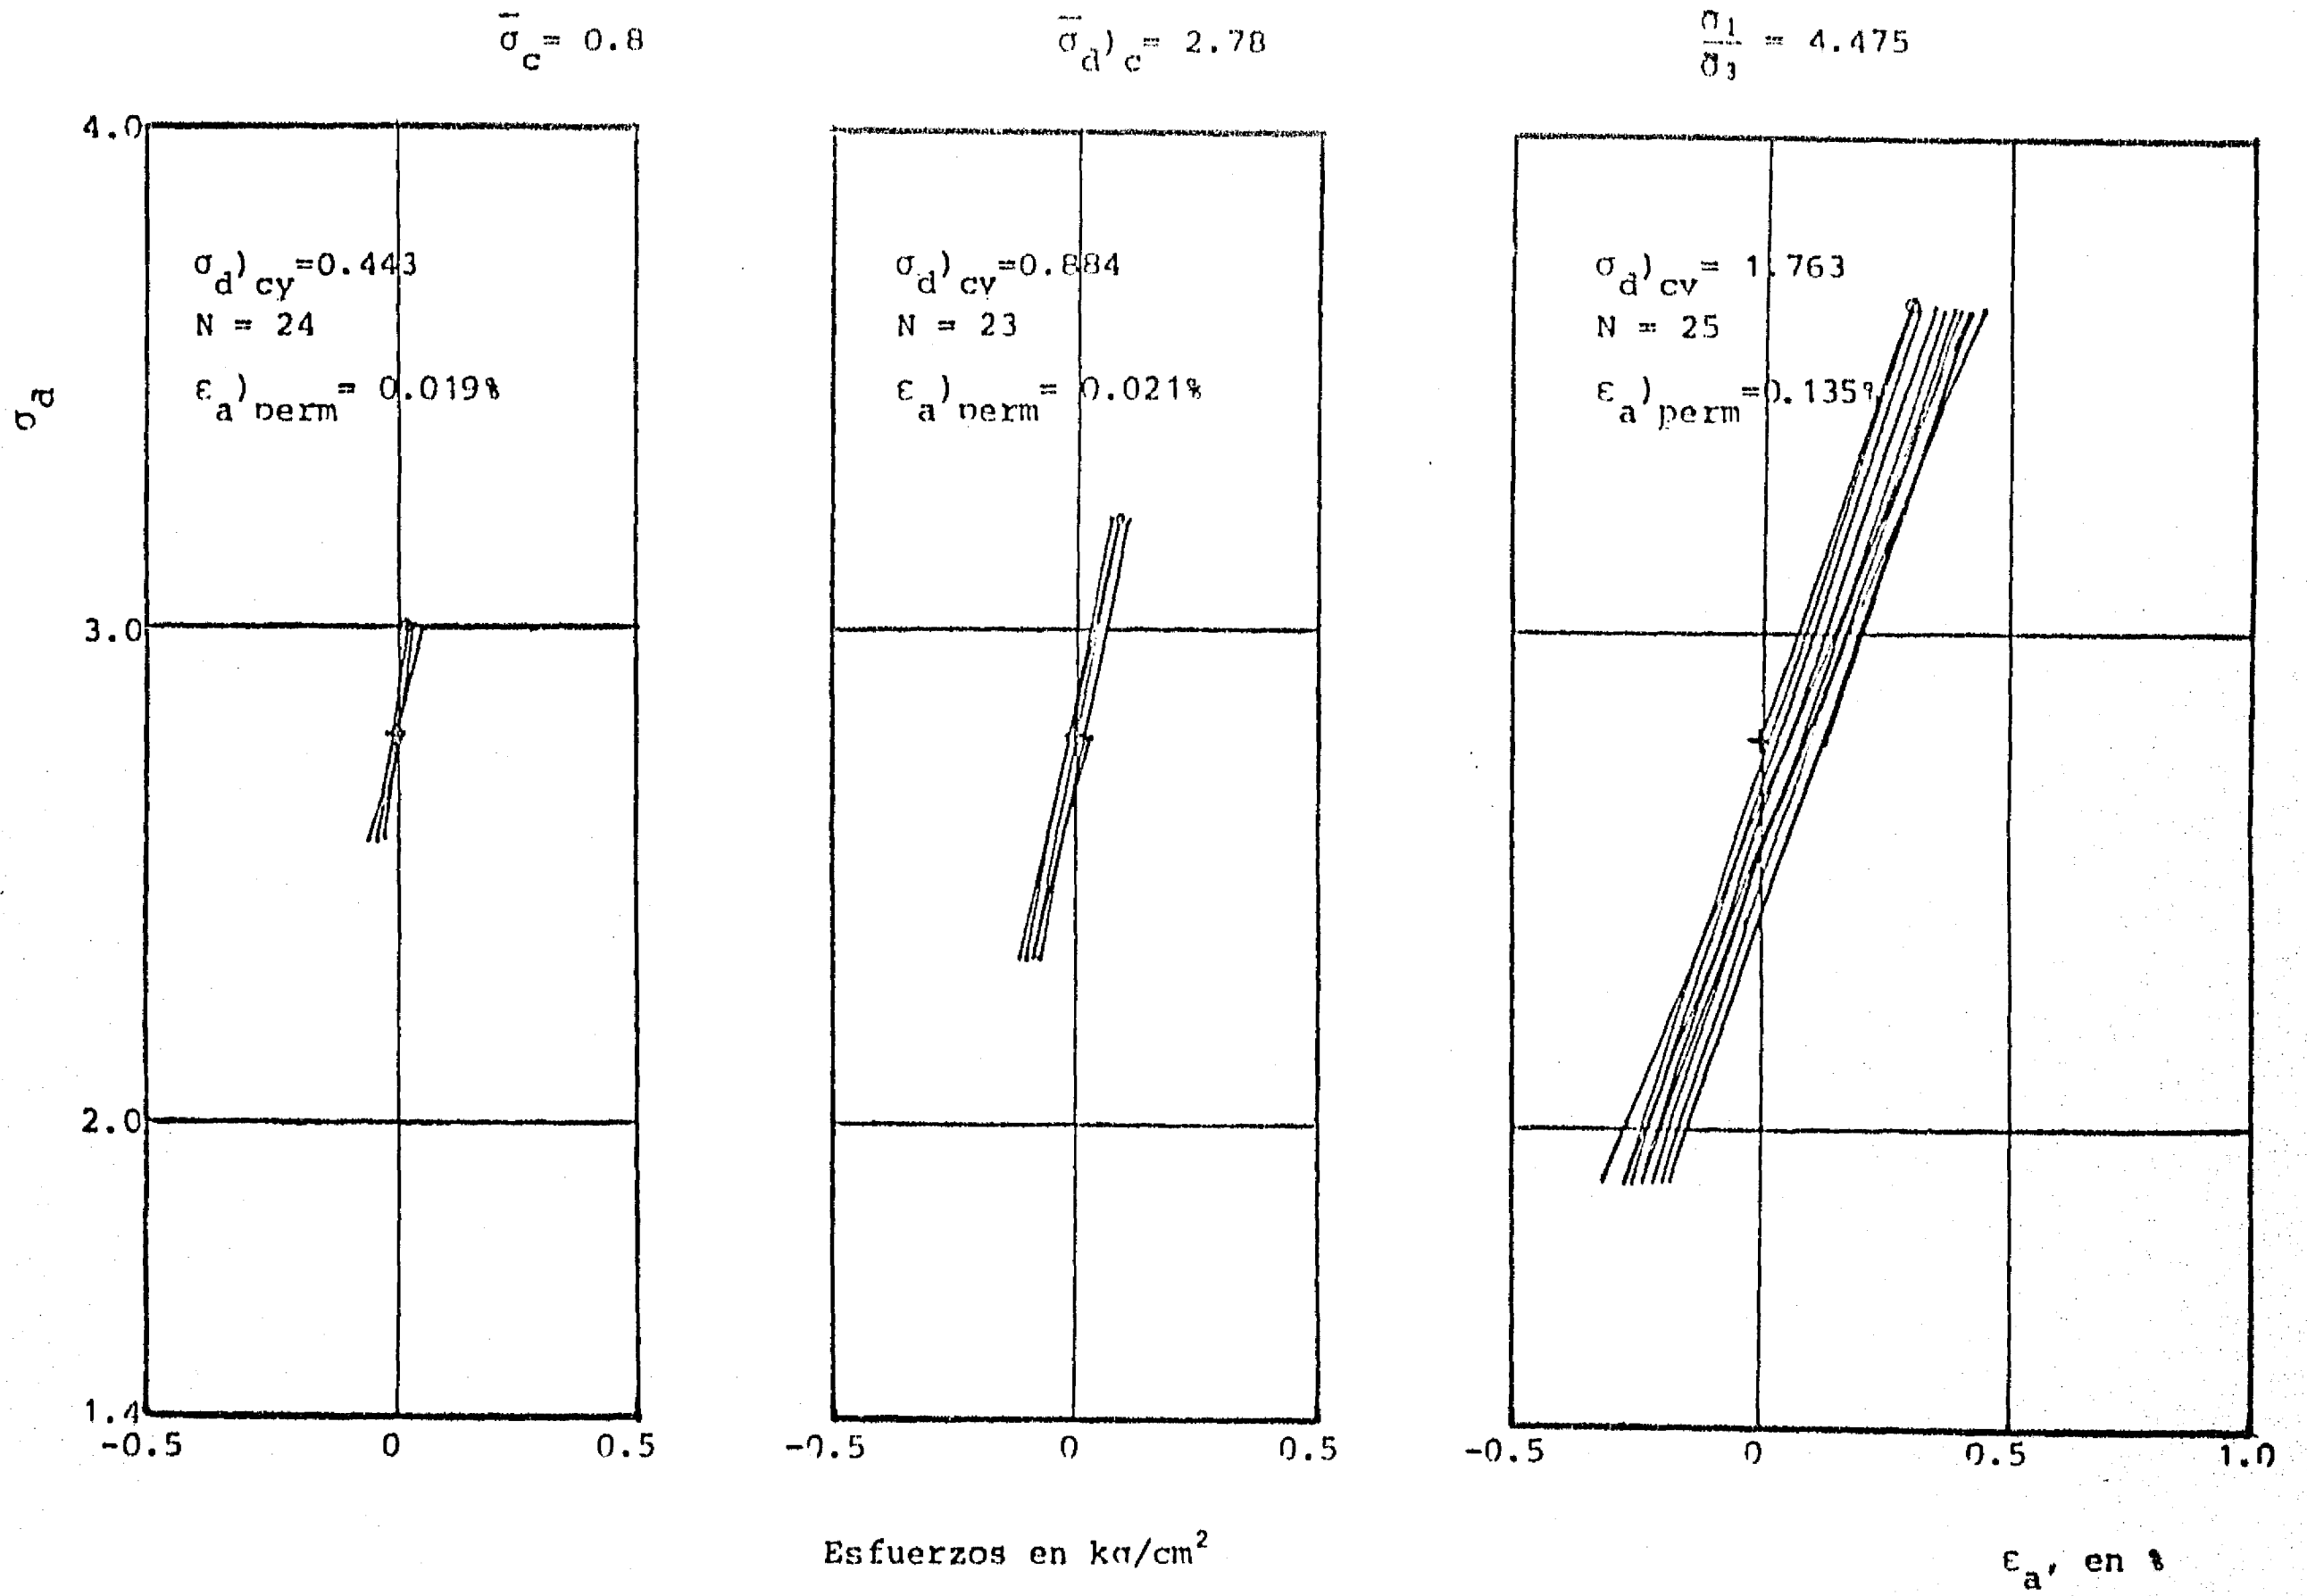 σ̄c = 0.8
σ̄d)c = 2.78
σ̄1/σ̄3 = 4.475
4.0
3.0
2.0
1.4
σa
σd)cy =0.443
N = 24
εa)perm = 0.019%
-0.5 0 0.5
σd)cy =0.884
N = 23
εa)perm = 0.021%
-0.5 0 0.5
σd)cy = 1.763
N = 25
εa)perm =0.135%
-0.5 0 0.5 1.0
Esfuerzos en kg/cm²
εa, en %